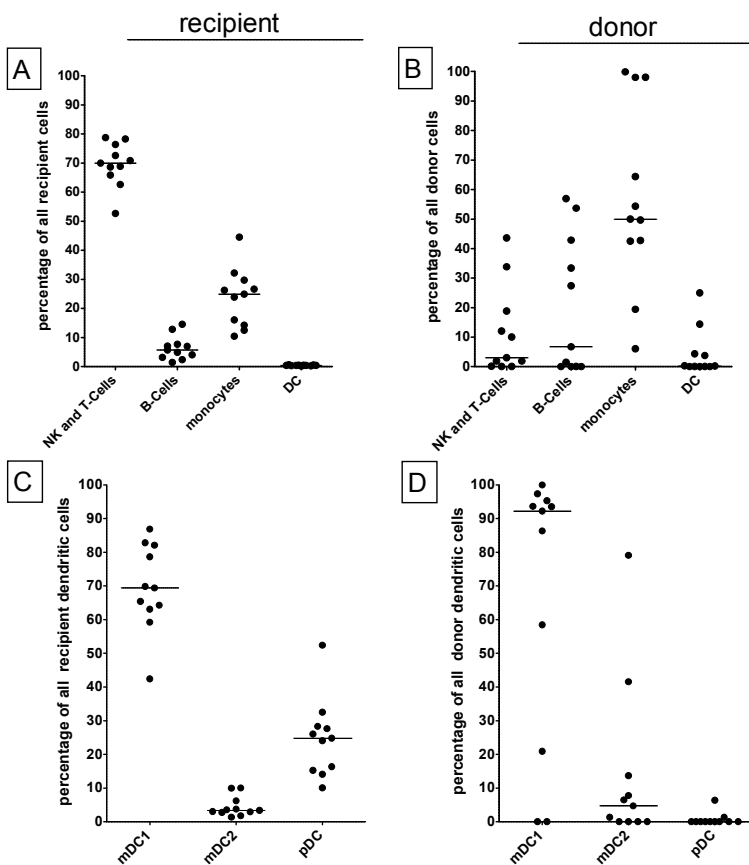 recipient
donor
A
percentage of all recipient cells
100
90
80
70
60
50
40
30
20
10
0
NK and T-Cells
B-Cells
monocytes
DC
B
percentage of all donor cells
100
90
80
70
60
50
40
30
20
10
0
NK and T-Cells
B-Cells
monocytes
DC
C
percentage of all recipient dendritic cells
100
90
80
70
60
50
40
30
20
10
0
mDC1
mDC2
pDC
D
percentage of all donor dendritic cells
100
90
80
70
60
50
40
30
20
10
0
mDC1
mDC2
pDC